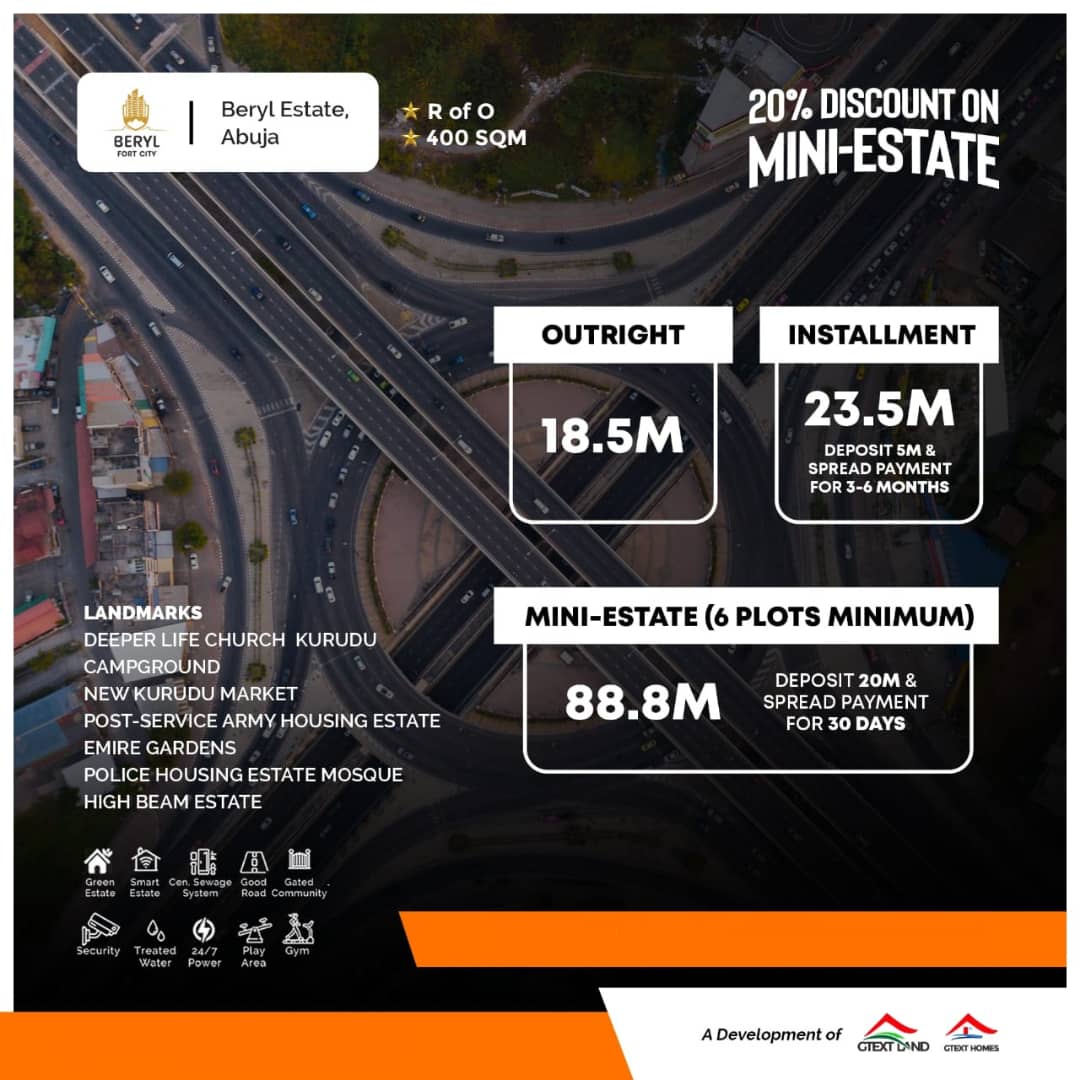 BERYL
FORT CITY
Beryl Estate,
Abuja
R of O
400 SQM
20% DISCOUNT ON
MINI-ESTATE
OUTRIGHT
18.5M
INSTALLMENT
23.5M
DEPOSIT 5M &
SPREAD PAYMENT
FOR 3-6 MONTHS
MINI-ESTATE (6 PLOTS MINIMUM)
88.8M
DEPOSIT 20M &
SPREAD PAYMENT
FOR 30 DAYS
LANDMARKS
DEEPER LIFE CHURCH KURUDU
CAMPGROUND
NEW KURUDU MARKET
POST-SERVICE ARMY HOUSING ESTATE
EMIRE GARDENS
POLICE HOUSING ESTATE MOSQUE
HIGH BEAM ESTATE
Green
Estate
Smart
Estate
Cen. Sewage
System
Good
Road
Gated
Community
Security
Treated
Water
24/7
Power
Play
Area
Gym
A Development of
GTEXT LAND
GTEXT HOMES